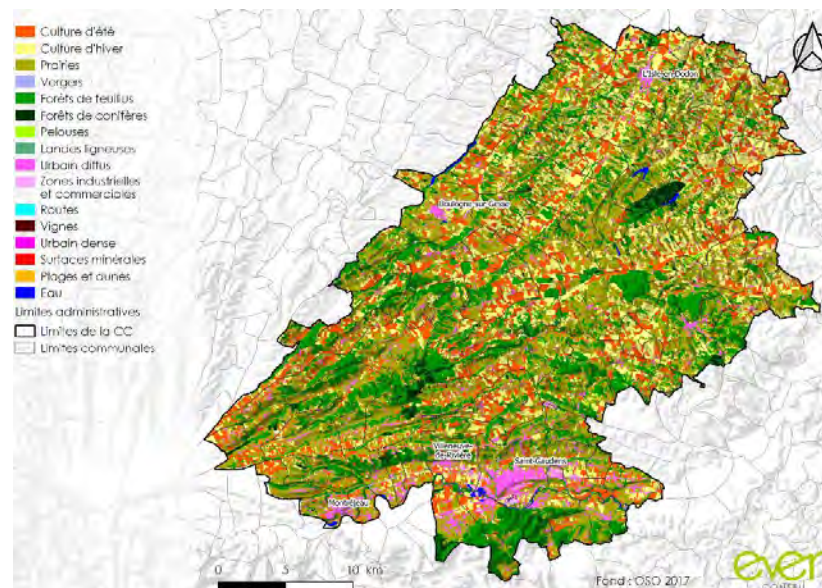 Culture d'été
Culture d'hiver
Prairies
Vergers
Forêts de feuillus
Forêts de conifères
Pelouses
Landes ligneuses
Urbain diffus
Zones industrielles
et commerciales
Routes
Vignes
Urbain dense
Surfaces minérales
Plages et dunes
Eau
Limites administratives
Limites de la CC
Limites communales
L'Isle-en-Dodon
Boulogne-sur-Gesse
Villeneuve-
de-Rivière
Saint-Gaudens
Montréjeau
0 5 10 km
Fond : OSO 2017
even
CONSEIL